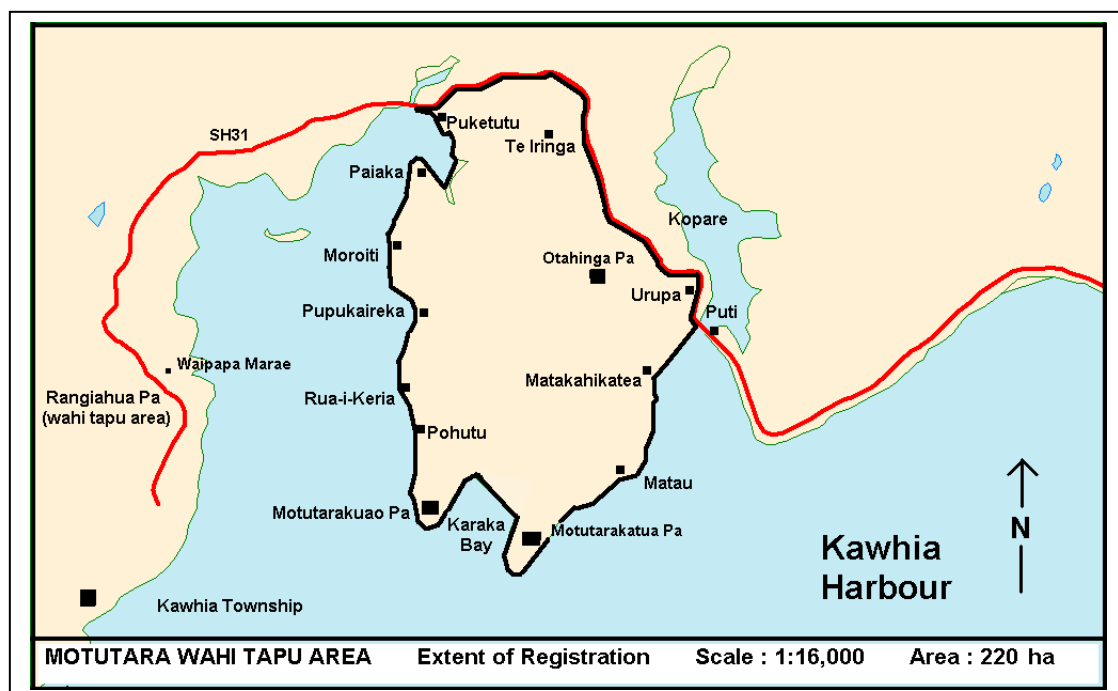 SH31
Puketutu
Te Iringa
Paiaka
Kopare
Moroiti
Otahinga Pa
Urupa
Pupukaireka
Puti
Waipapa Marae
Matakahikatea
Rangiahua Pa
(wahi tapu area)
Rua-i-Keria
Pohutu
Matau
Motutarakuao Pa
Karaka
Bay
Motutarakatua Pa
N
Kawhia
Harbour
Kawhia Township
MOTUTARA WAHI TAPU AREA Extent of Registration Scale : 1:16,000 Area : 220 ha